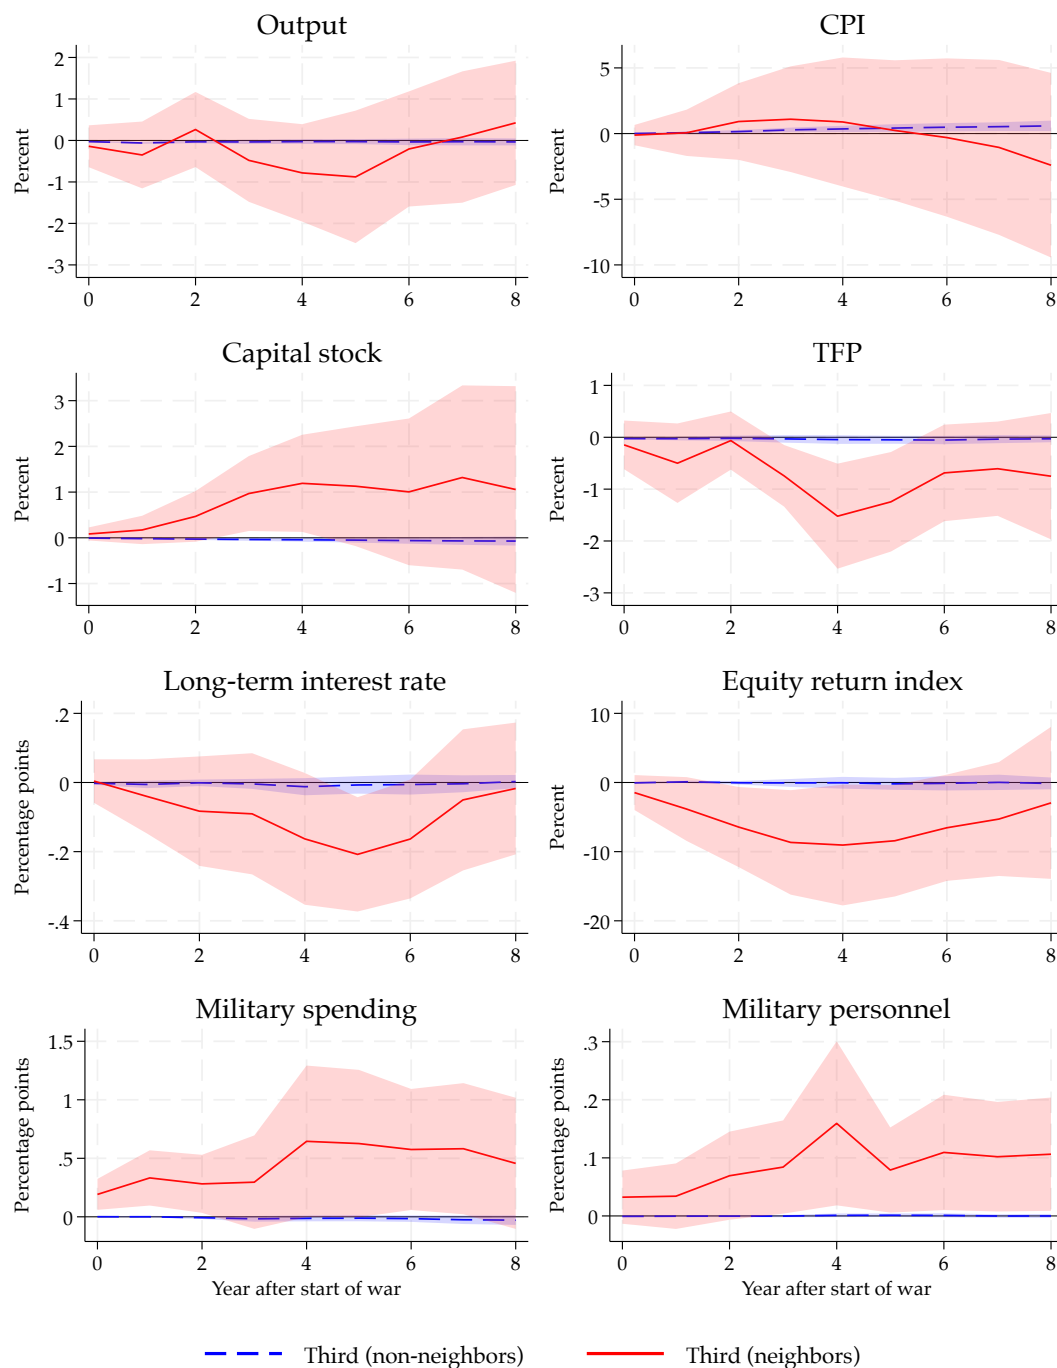 Output
CPI
Percent
2
1
0
-1
-2
-3
0 2 4 6 8
Percent
5
0
-5
-10
0 2 4 6 8
Capital stock
TFP
Percent
3
2
1
0
-1
0 2 4 6 8
Percent
1
0
-1
-2
-3
0 2 4 6 8
Long-term interest rate
Equity return index
Percentage points
.2
0
-.2
-.4
0 2 4 6 8
Percent
10
0
-10
-20
0 2 4 6 8
Military spending
Military personnel
Percentage points
1.5
1
.5
0
0 2 4 6 8
Year after start of war
Percentage points
.3
.2
.1
0
0 2 4 6 8
Year after start of war
Third (non-neighbors)
Third (neighbors)